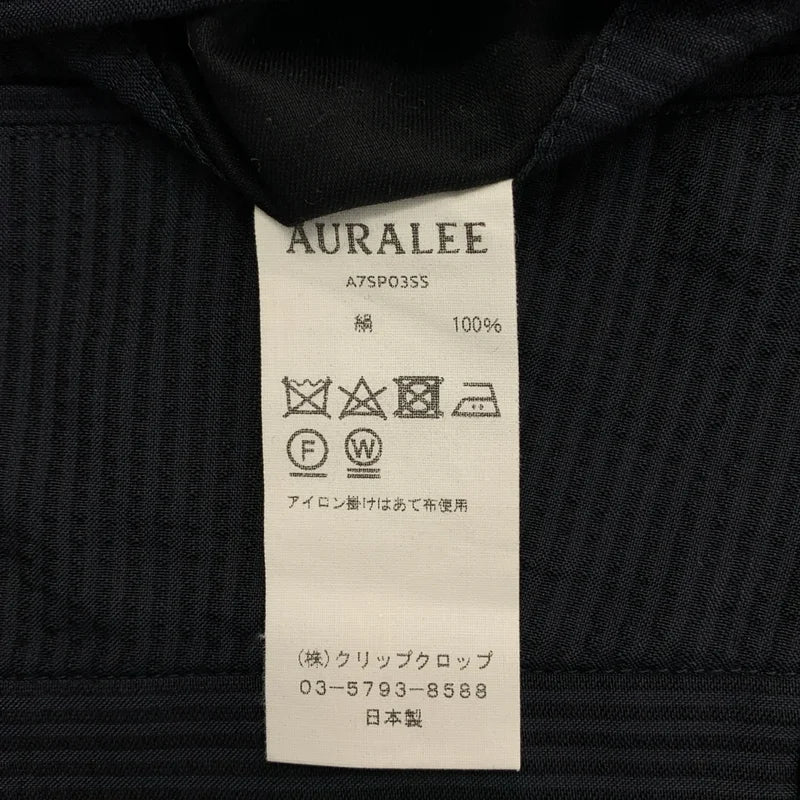 AURALEE
A7SP03SS
絹 100%
F W
アイロン掛けはあて布使用
(株)クリップクロップ
03-5793-8588
日本製